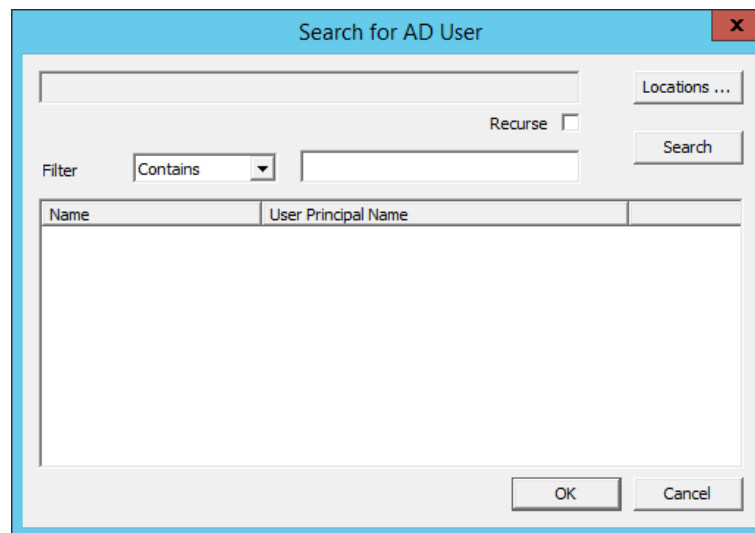 Search for AD User
x
Locations ...
Recurse
Search
Filter
Contains
Name
User Principal Name
OK
Cancel